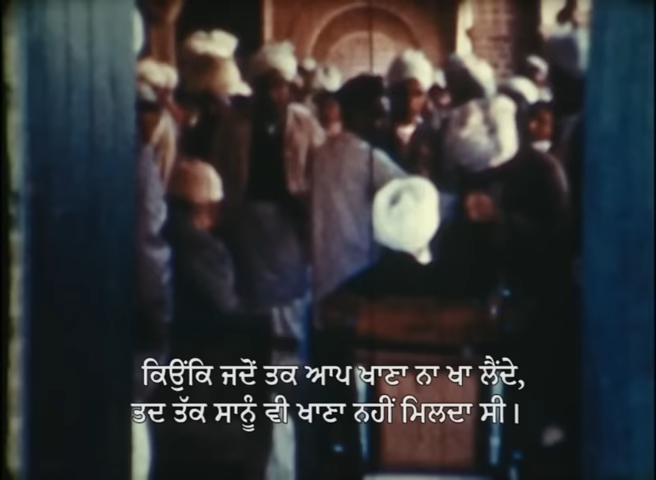 ਕਿਉਂਕਿ ਜਦੋਂ ਤਕ ਆਪ ਖਾਣਾ ਨਾ ਖਾ ਲੈਂਦੇ,
ਤਦ ਤੱਕ ਸਾਨੂੰ ਵੀ ਖਾਣਾ ਨਹੀਂ ਮਿਲਦਾ ਸੀ।